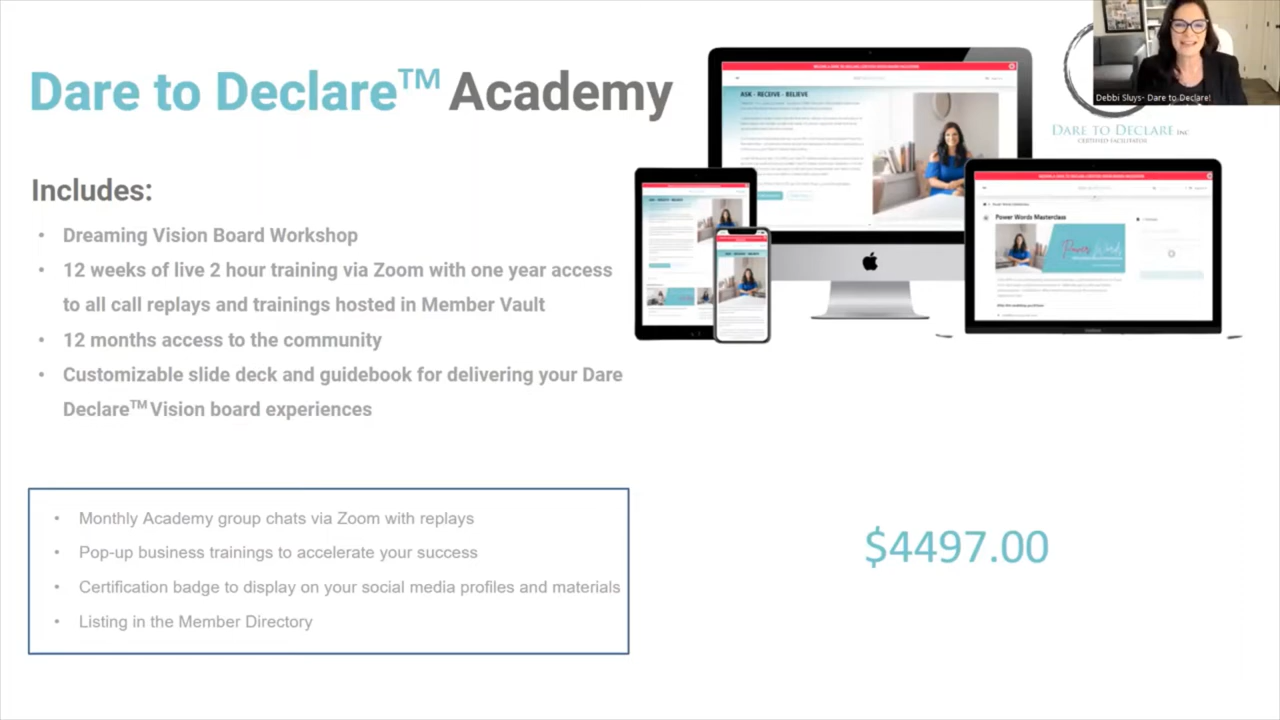 Dare to Declare™ Academy
Includes:
• Dreaming Vision Board Workshop
• 12 weeks of live 2 hour training via Zoom with one year access
to all call replays and trainings hosted in Member Vault
• 12 months access to the community
• Customizable slide deck and guidebook for delivering your Dare
Declare™ Vision board experiences
• Monthly Academy group chats via Zoom with replays
• Pop-up business trainings to accelerate your success
• Certification badge to display on your social media profiles and materials
• Listing in the Member Directory
$4497.00
Debbi Sluys- Dare to Declare!
DARE TO DECLARE INC
CERTIFIED FACILITATOR
ASK - RECEIVE - BELIEVE
Power Words Masterclass
Power Word